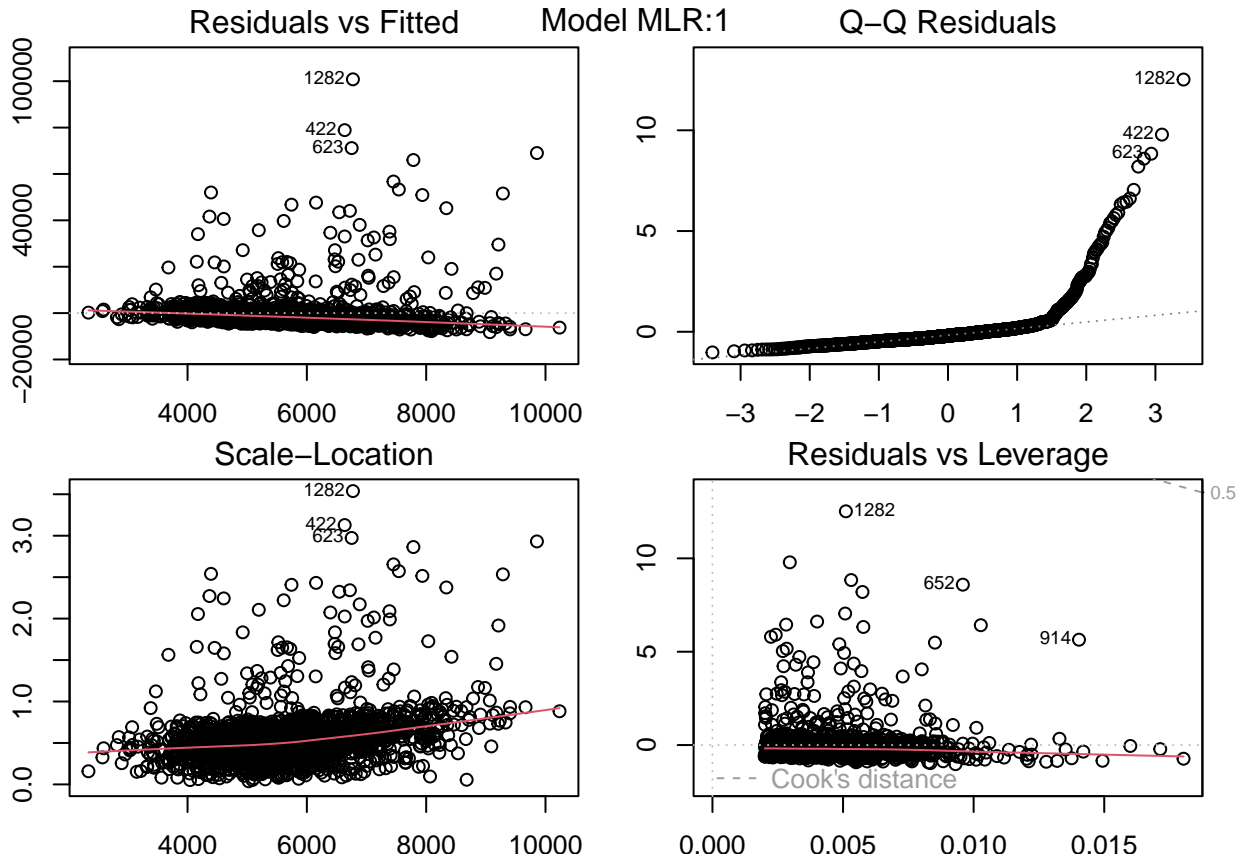 Model MLR:1
Residuals vs Fitted
100000
40000
−20000
1282
422
623
4000 6000 8000 10000
Q−Q Residuals
10
5
0
1282
422
623
−3 −2 −1 0 1 2 3
Scale−Location
3.0
2.0
1.0
0.0
1282
422
623
4000 6000 8000 10000
Residuals vs Leverage
10
5
0
0.5
1282
652
914
Cook's distance
0.000 0.005 0.010 0.015